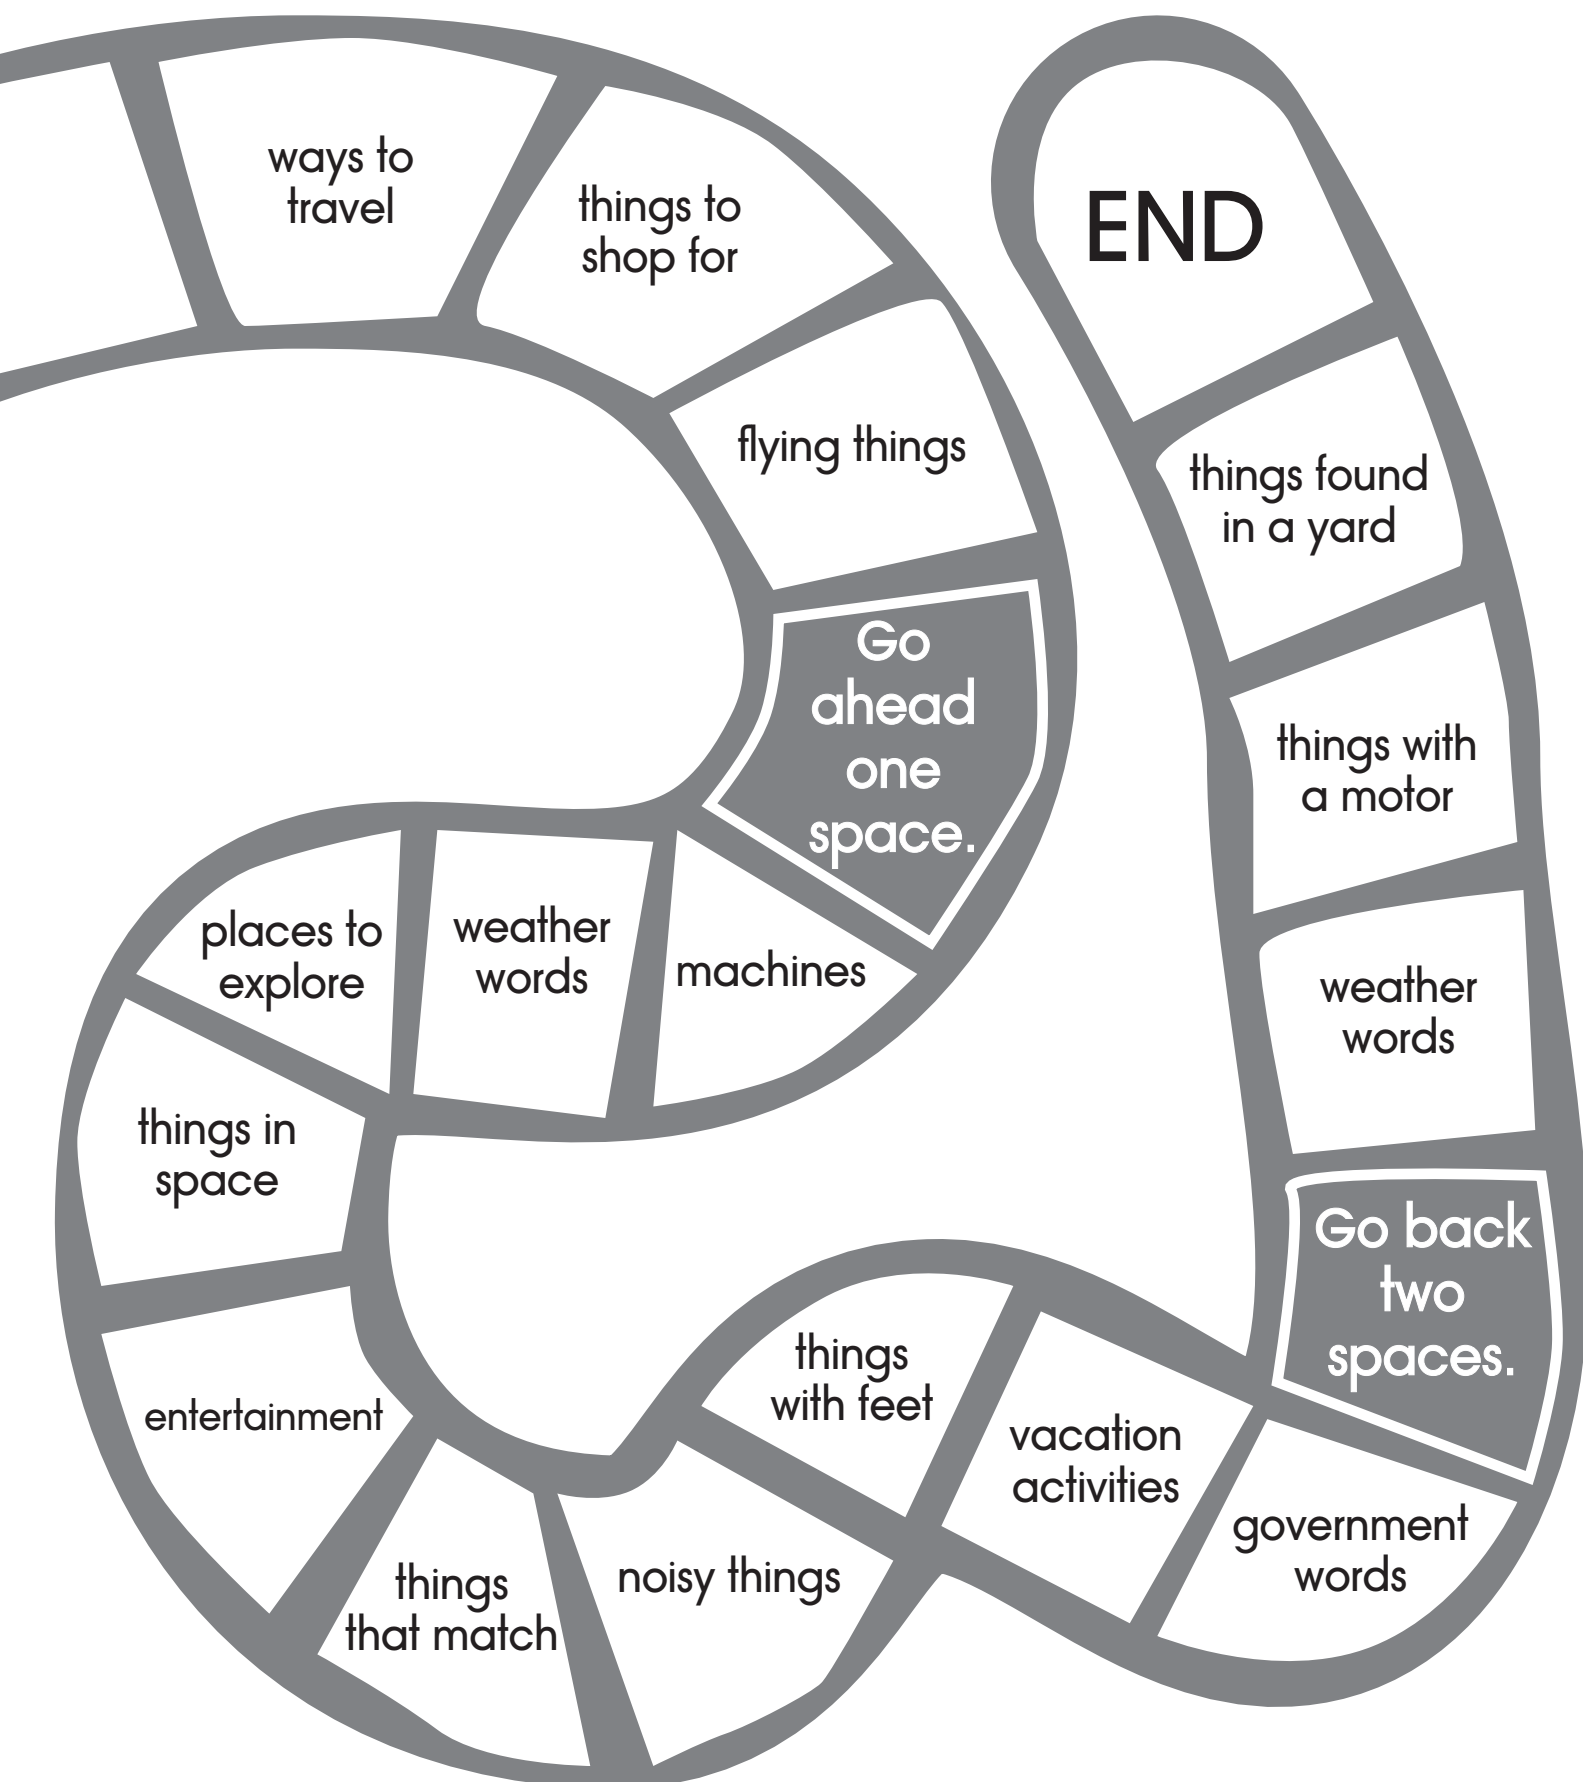 ways to
travel
things to
shop for
flying things
Go
ahead
one
space.
machines
weather
words
places to
explore
things in
space
entertainment
things
that match
noisy things
things
with feet
vacation
activities
government
words
Go back
two
spaces.
weather
words
things with
a motor
things found
in a yard
END